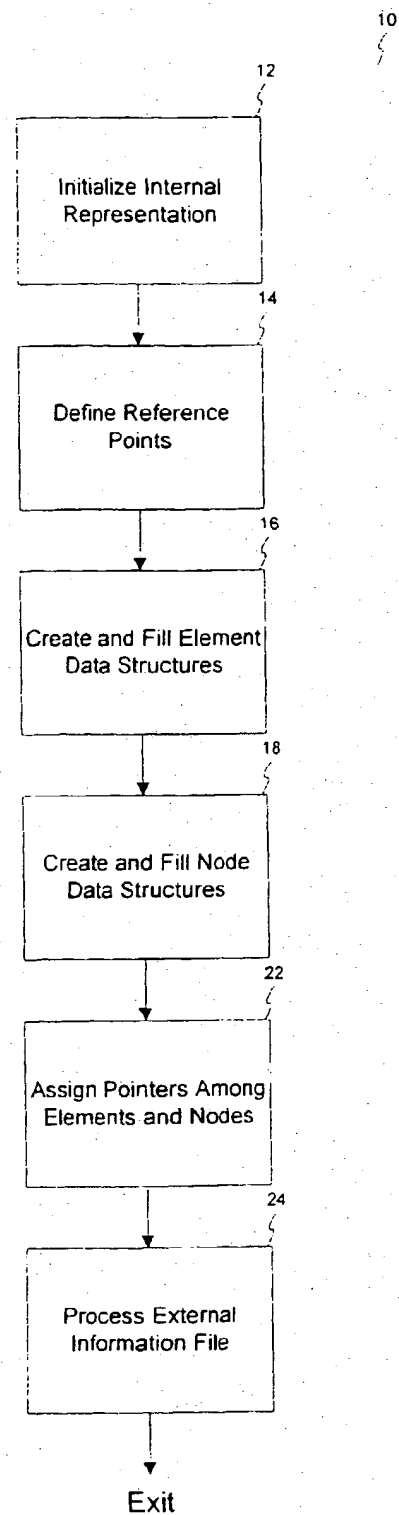 10
12
Initialize Internal
Representation
14
Define Reference
Points
16
Create and Fill Element
Data Structures
18
Create and Fill Node
Data Structures
22
Assign Pointers Among
Elements and Nodes
24
Process External
Information File
Exit